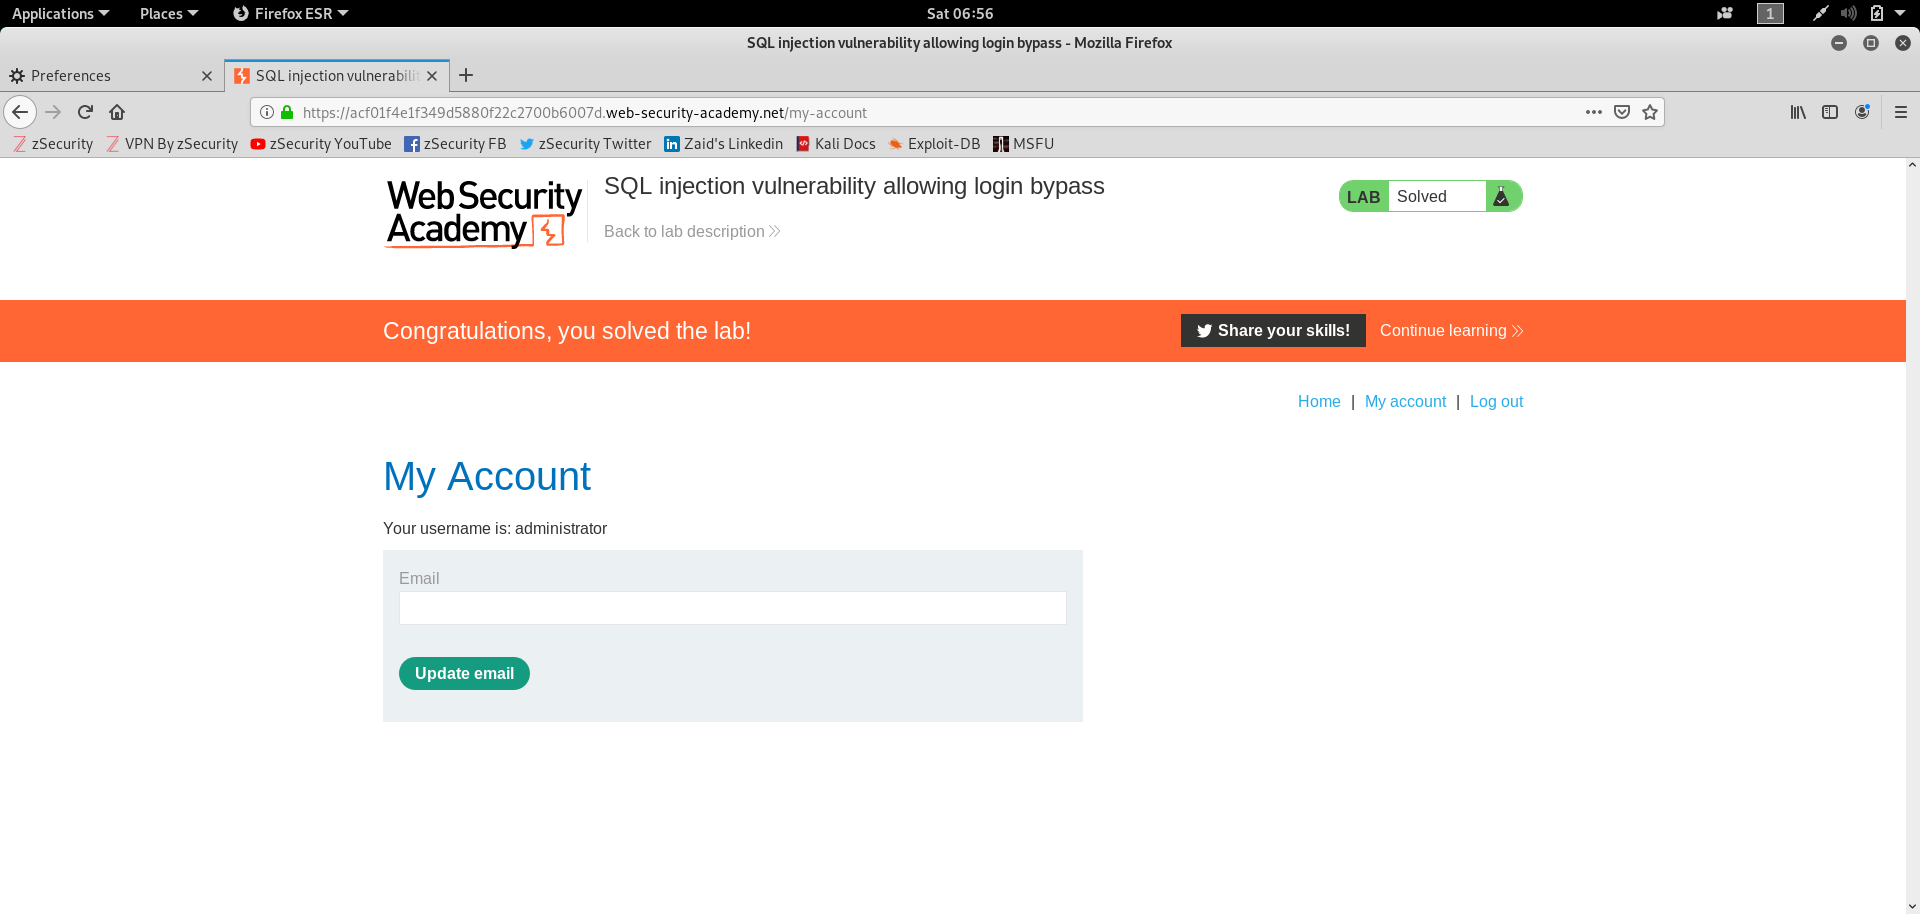 Applications Places Firefox ESR Sat 06:56 1
SQL injection vulnerability allowing login bypass - Mozilla Firefox
Preferences SQL injection vulnerabilit
https://acf01f4e1f349d5880f22c2700b6007d.web-security-academy.net/my-account
zSecurity VPN By zSecurity zSecurity YouTube zSecurity FB zSecurity Twitter Zaid's Linkedin Kali Docs Exploit-DB MSFU
Web Security
Academy
SQL injection vulnerability allowing login bypass
Back to lab description
LAB Solved
Congratulations, you solved the lab! Share your skills! Continue learning
Home | My account | Log out
My Account
Your username is: administrator
Email
Update email